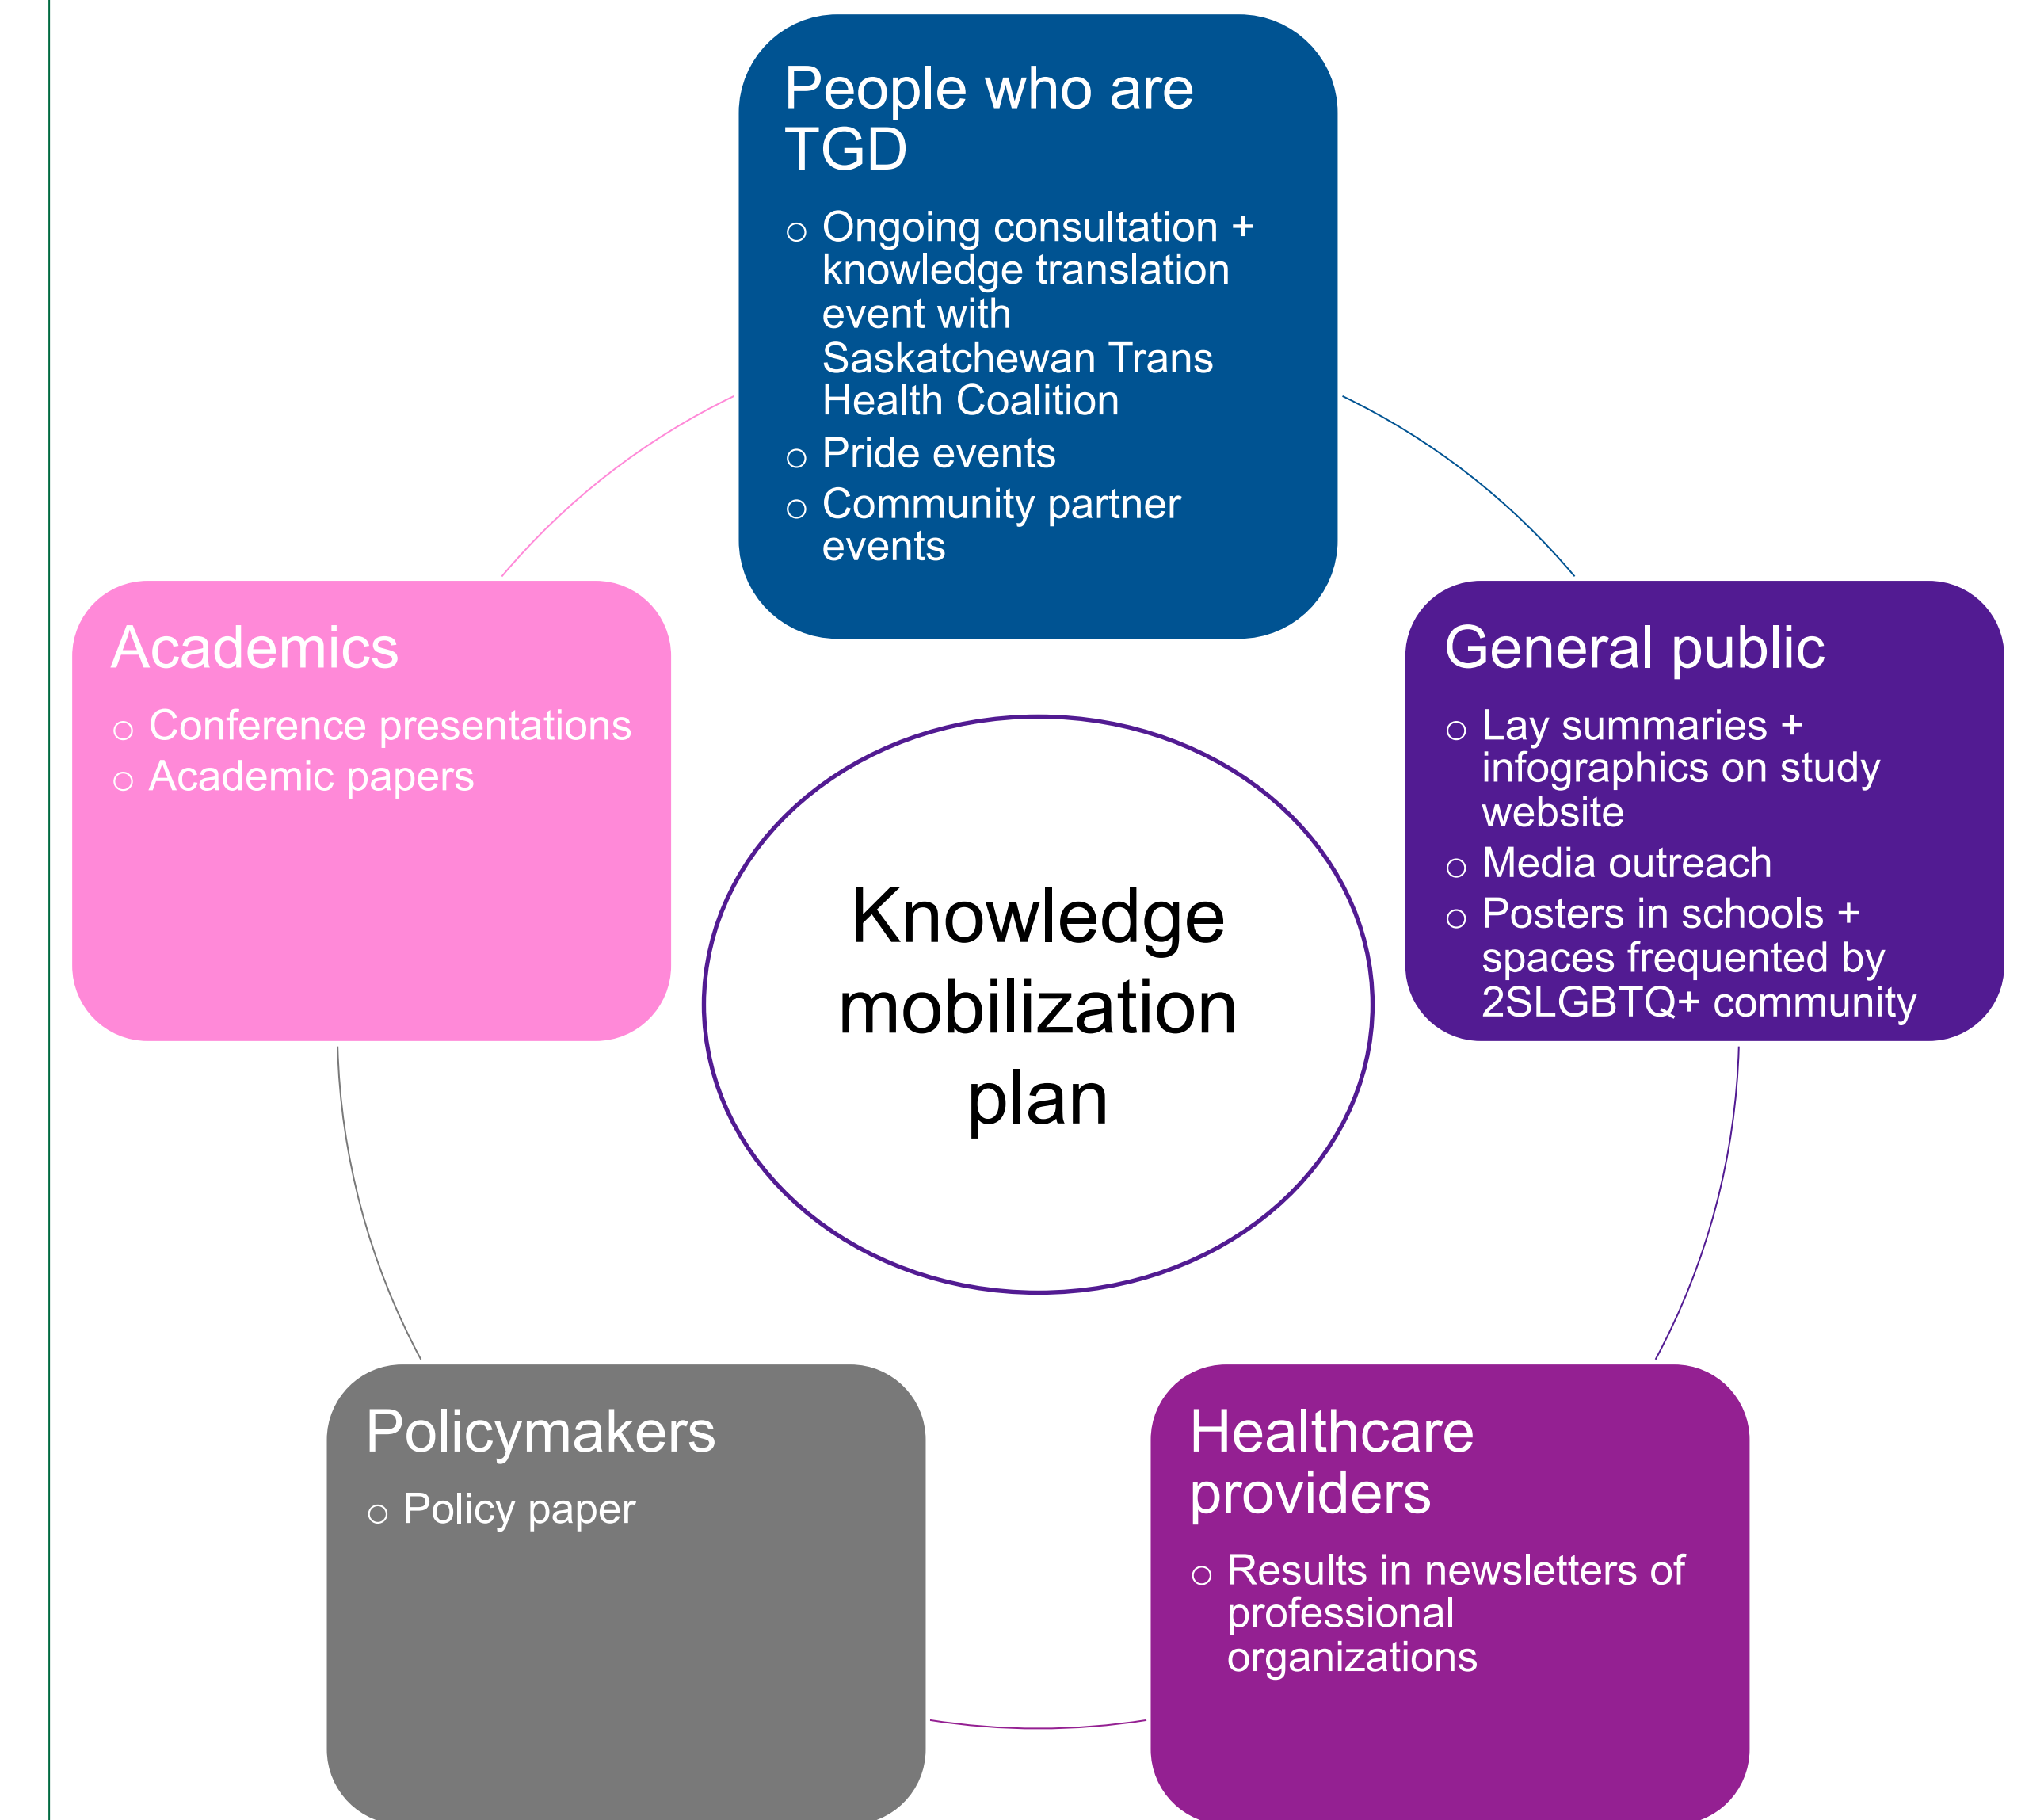 People who are
TGD
○ Ongoing consultation +
knowledge translation
event with
Saskatchewan Trans
Health Coalition
○ Pride events
○ Community partner
events
General public
○ Lay summaries +
infographics on study
website
○ Media outreach
○ Posters in schools +
spaces frequented by
2SLGBTQ+ community
Healthcare
providers
○ Results in newsletters of
professional
organizations
Policymakers
○ Policy paper
Academics
○ Conference presentations
○ Academic papers
Knowledge
mobilization
plan